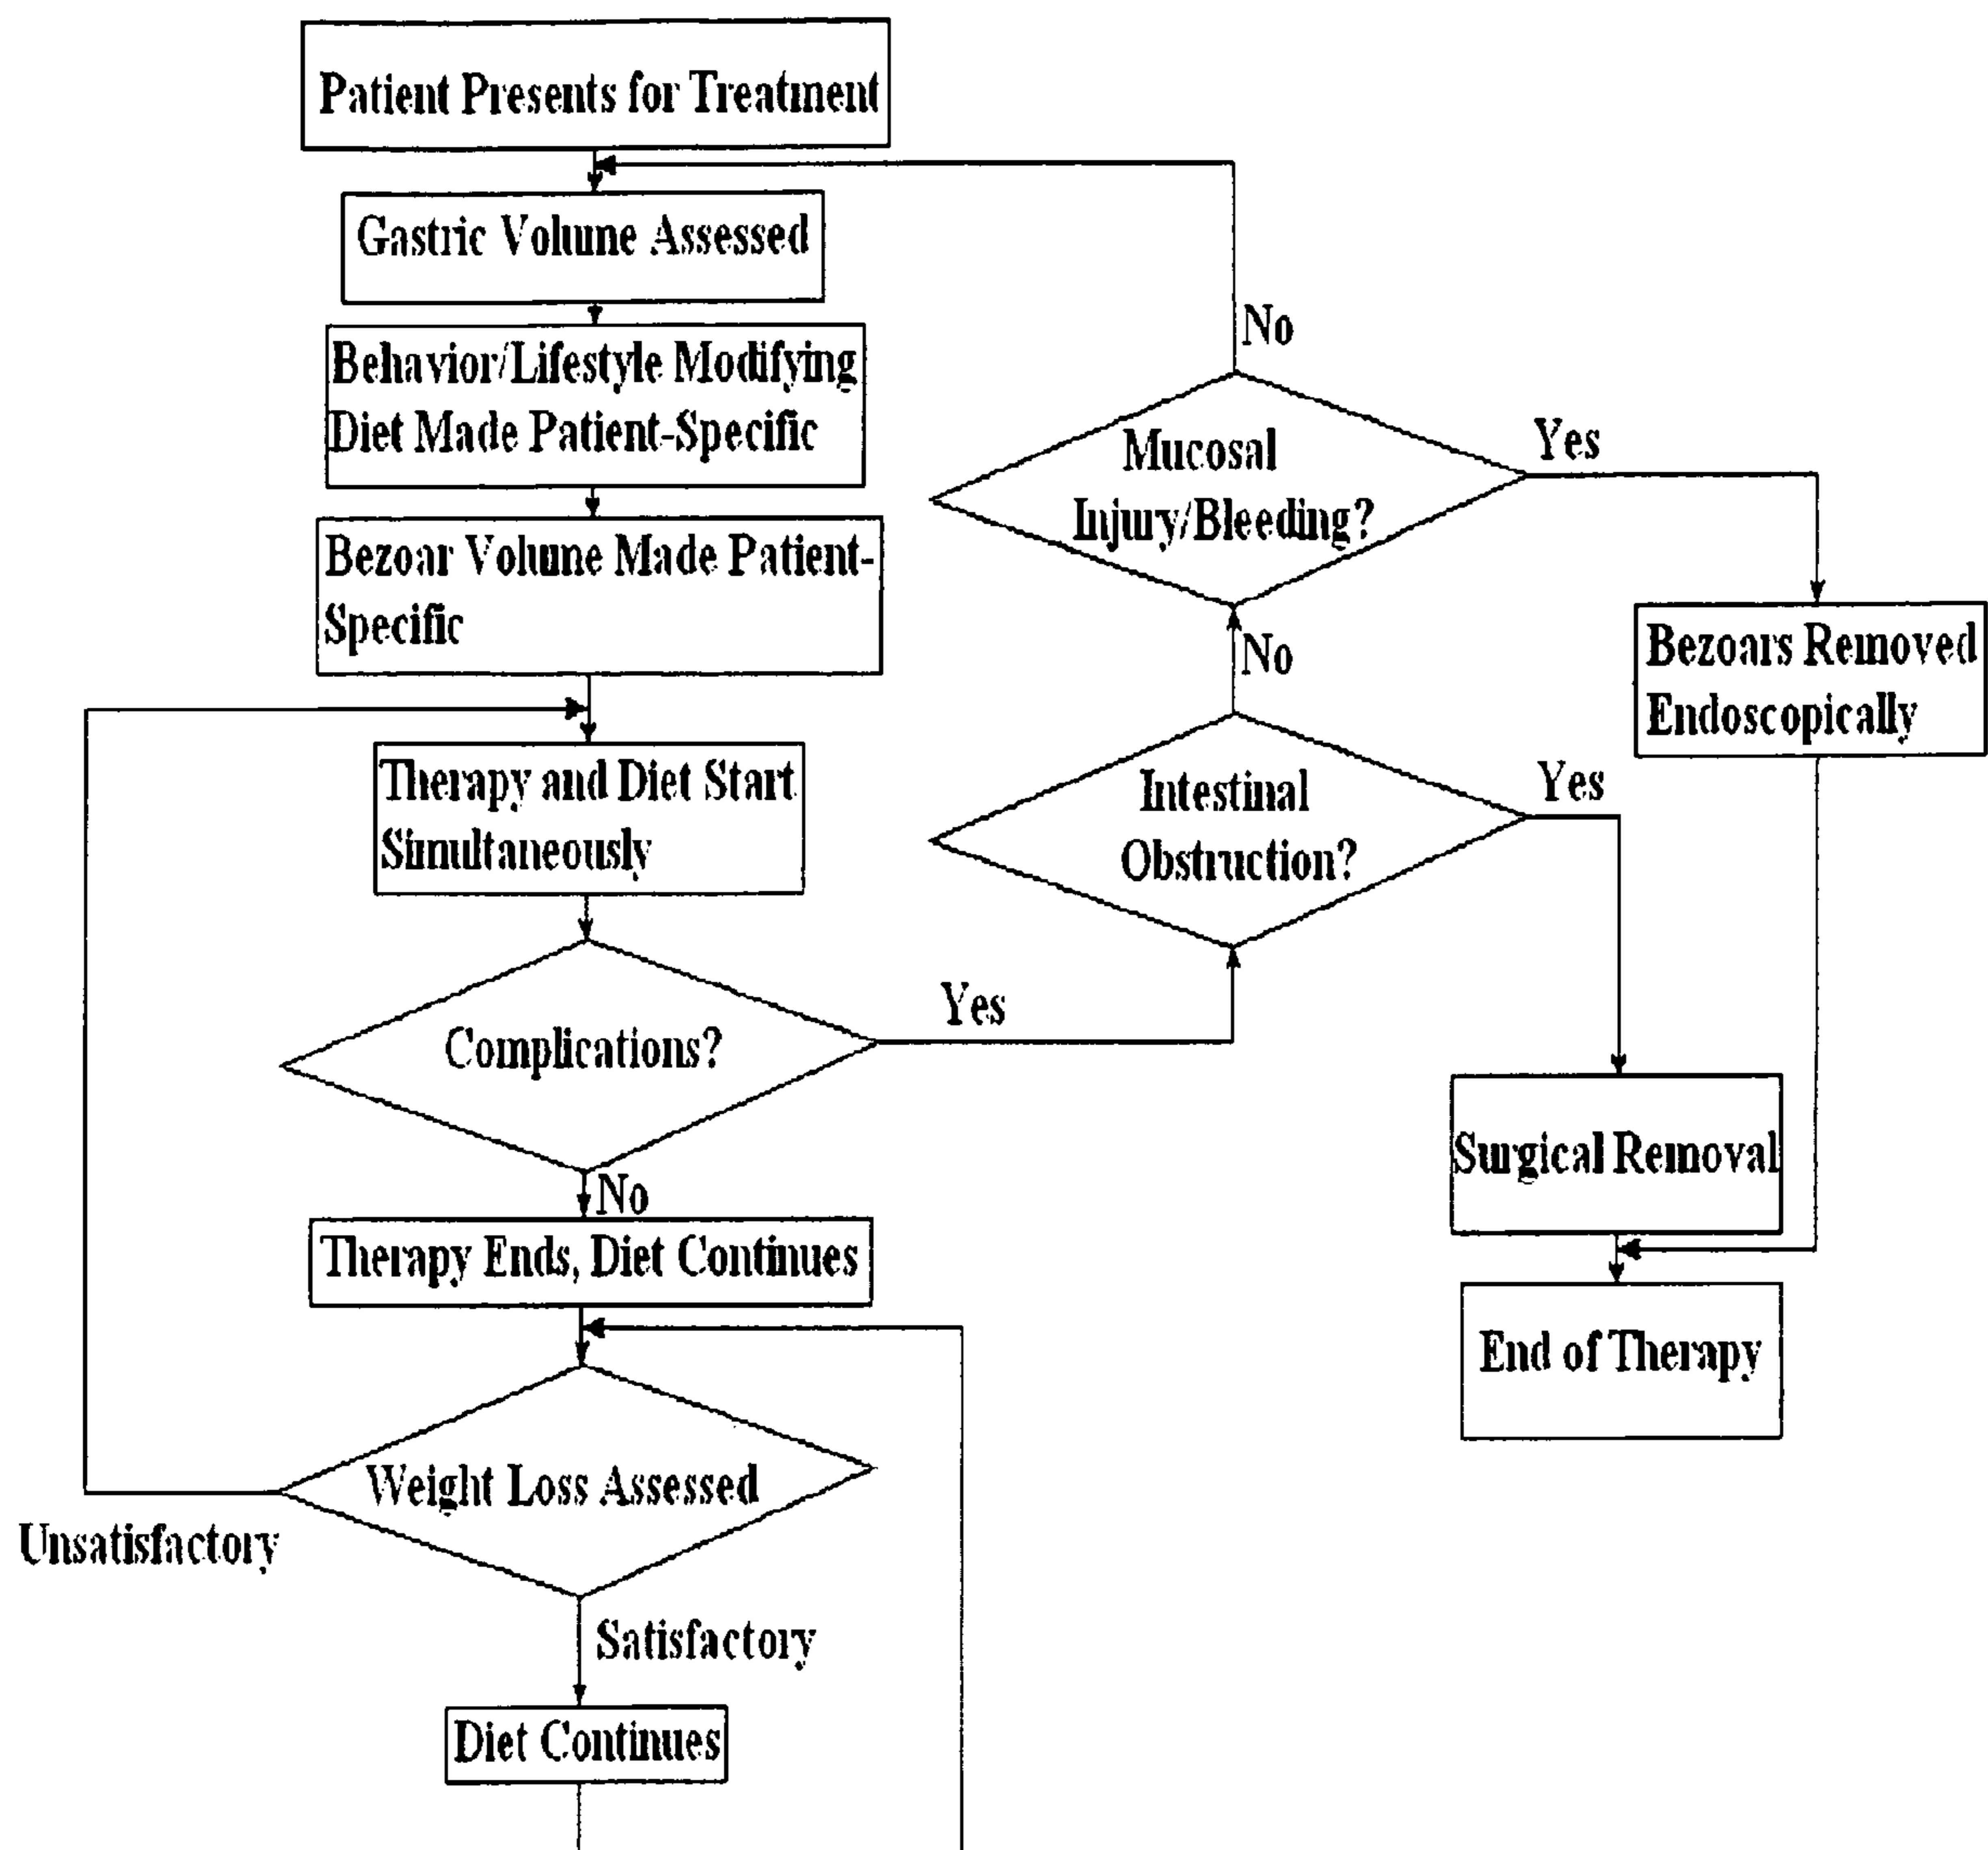 Patient Presents for Treatment
Gastric Volume Assessed
Behavior/Lifestyle Modifying
Diet Made Patient-Specific
Bezoar Volume Made Patient-
Specific
Therapy and Diet Start
Simultaneously
Complications?
Yes
No
Therapy Ends, Diet Continues
Weight Loss Assessed
Unsatisfactory
Satisfactory
Diet Continues
No
Mucosal
Injury/Bleeding?
Yes
No
Intestinal
Obstruction?
Yes
Bezoars Removed
Endoscopically
Surgical Removal
End of Therapy